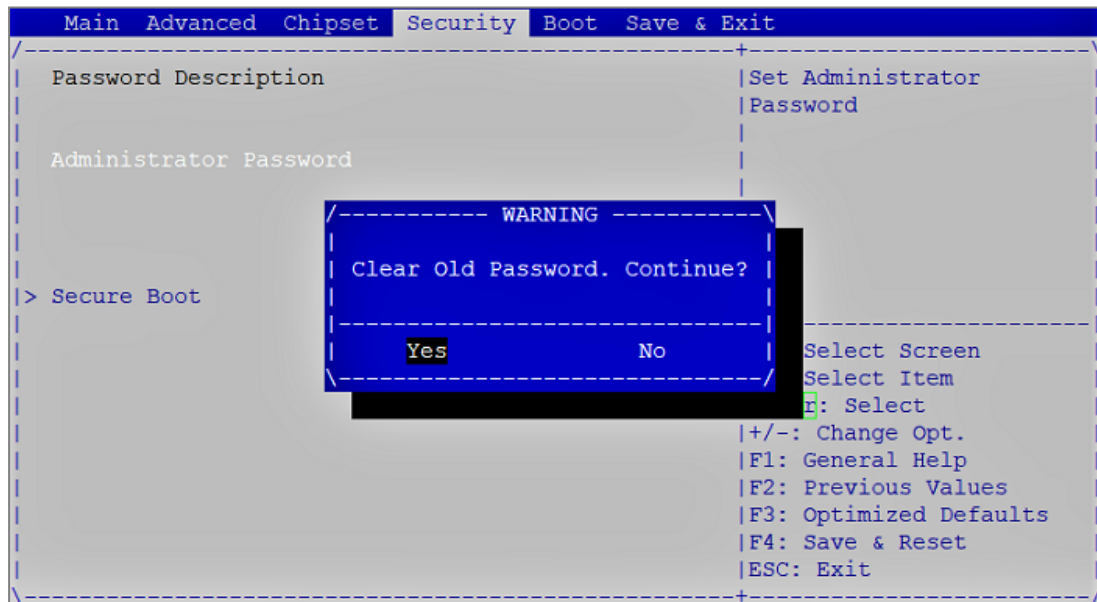 Main Advanced Chipset Security Boot Save & Exit
Password Description
Set Administrator
Password
Administrator Password
WARNING
Clear Old Password. Continue?
> Secure Boot
Yes No
Select Screen
Select Item
r: Select
+/-: Change Opt.
F1: General Help
F2: Previous Values
F3: Optimized Defaults
F4: Save & Reset
ESC: Exit